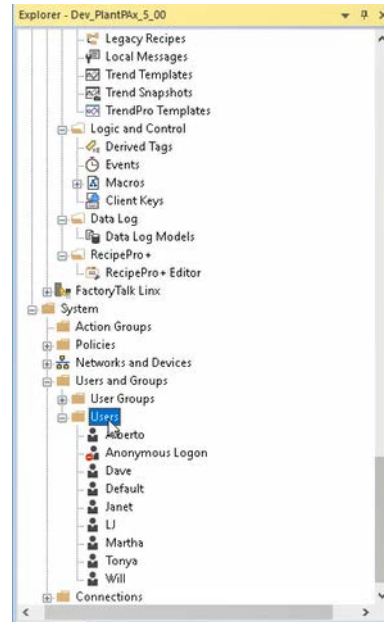 Explorer - Dev_PlantPAx_5_00
Legacy Recipes
Local Messages
Trend Templates
Trend Snapshots
TrendPro Templates
Logic and Control
Derived Tags
Events
Macros
Client Keys
Data Log
Data Log Models
RecipePro+
RecipePro+ Editor
FactoryTalk Linx
System
Action Groups
Policies
Networks and Devices
Users and Groups
User Groups
Users
Alberto
Anonymous Logon
Dave
Default
Janet
LJ
Martha
Tonya
Will
Connections